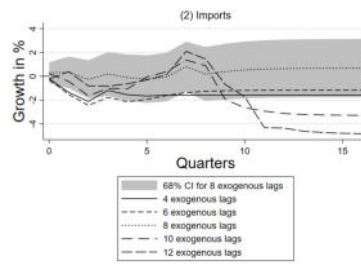 (2) Imports
Growth in %
4
2
0
-2
-4
0
5
10
15
Quarters
68% CI for 8 exogenous lags
4 exogenous lags
6 exogenous lags
8 exogenous lags
10 exogenous lags
12 exogenous lags